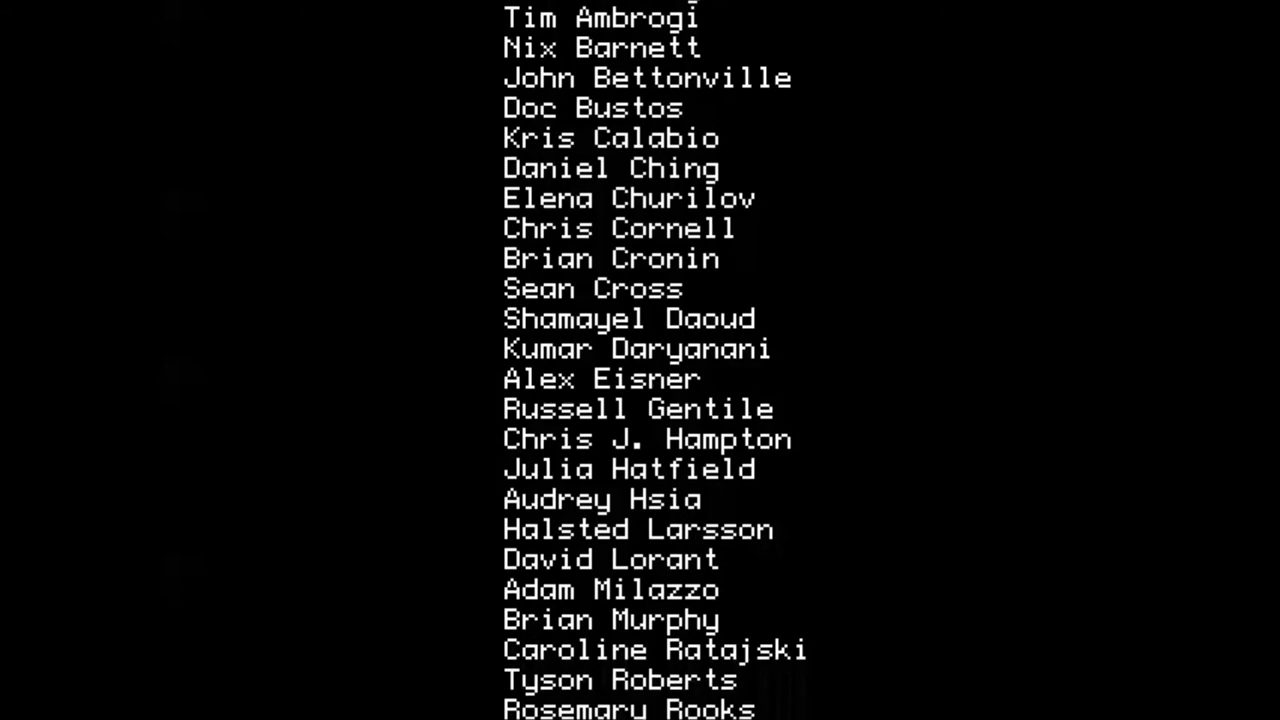 Tim Ambrogi
Nix Barnett
John Bettonville
Doc Bustos
Kris Calabio
Daniel Ching
Elena Churilov
Chris Cornell
Brian Cronin
Sean Cross
Shamayel Daoud
Kumar Daryanani
Alex Eisner
Russell Gentile
Chris J. Hampton
Julia Hatfield
Audrey Hsia
Halsted Larsson
David Lorant
Adam Milazzo
Brian Murphy
Caroline Ratajski
Tyson Roberts
Rosemary Rooks